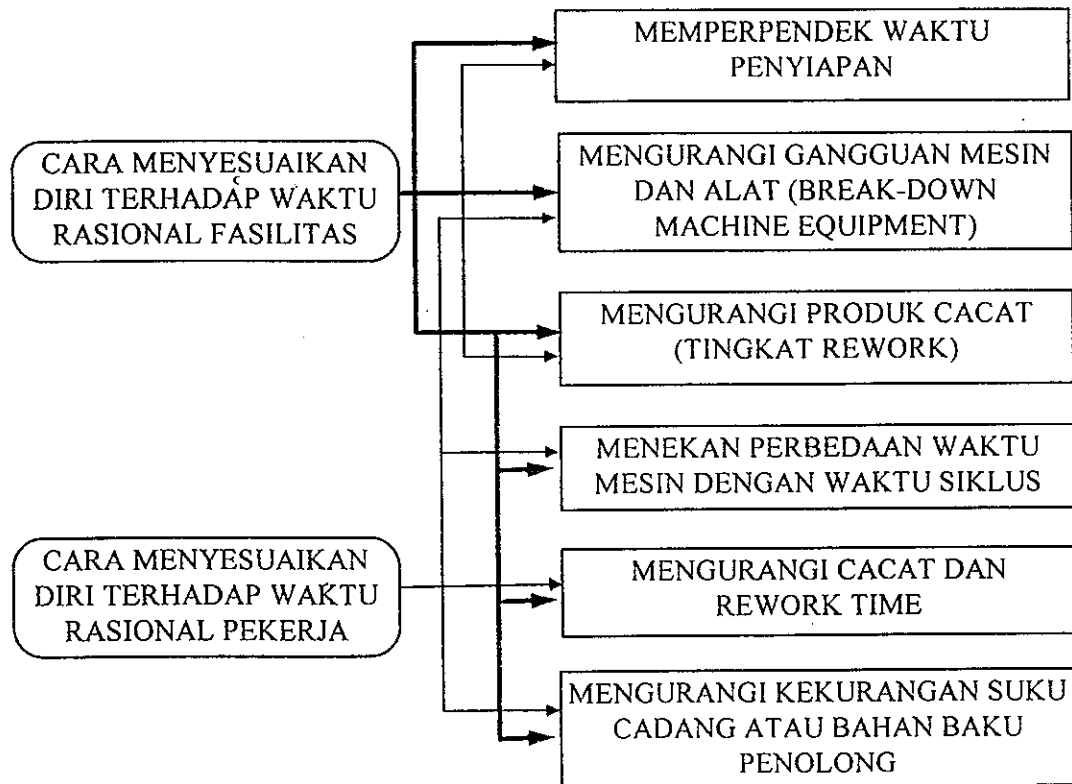 MEMPERPENDEK WAKTU
PENYIAPAN
CARA MENYESUAIKAN
DIRI TERHADAP WAKTU
RASIONAL FASILITAS
MENGURANGI GANGGUAN MESIN
DAN ALAT (BREAK-DOWN
MACHINE EQUIPMENT)
MENGURANGI PRODUK CACAT
(TINGKAT REWORK)
MENEKAN PERBEDAAN WAKTU
MESIN DENGAN WAKTU SIKLUS
CARA MENYESUAIKAN
DIRI TERHADAP WAKTU
RASIONAL PEKERJA
MENGURANGI CACAT DAN
REWORK TIME
MENGURANGI KEKURANGAN SUKU
CADANG ATAU BAHAN BAKU
PENOLONG